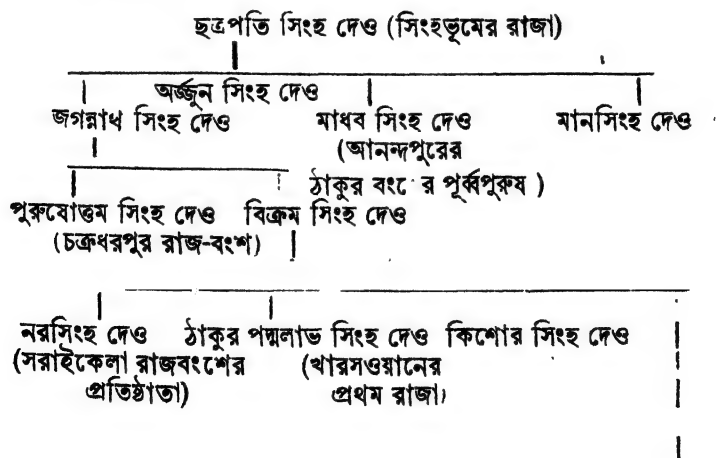 ছত্রপতি সিংহ দেও (সিংহভূমের রাজা)
অর্জ্জুন সিংহ দেও
জগন্নাথ সিংহ দেও মাধব সিংহ দেও মানসিংহ দেও
(আনন্দপুরের
ঠাকুর বংে র পূর্ব্বপুরুষ )
পুরুষোত্তম সিংহ দেও বিক্রম সিংহ দেও
(চক্রধরপুর রাজ-বংশ)
নরসিংহ দেও ঠাকুর পদ্মলাভ সিংহ দেও কিশোর সিংহ দেও
(সরাইকেলা রাজবংশের (খারসওয়ানের
প্রতিষ্ঠাতা) প্রথম রাজা)